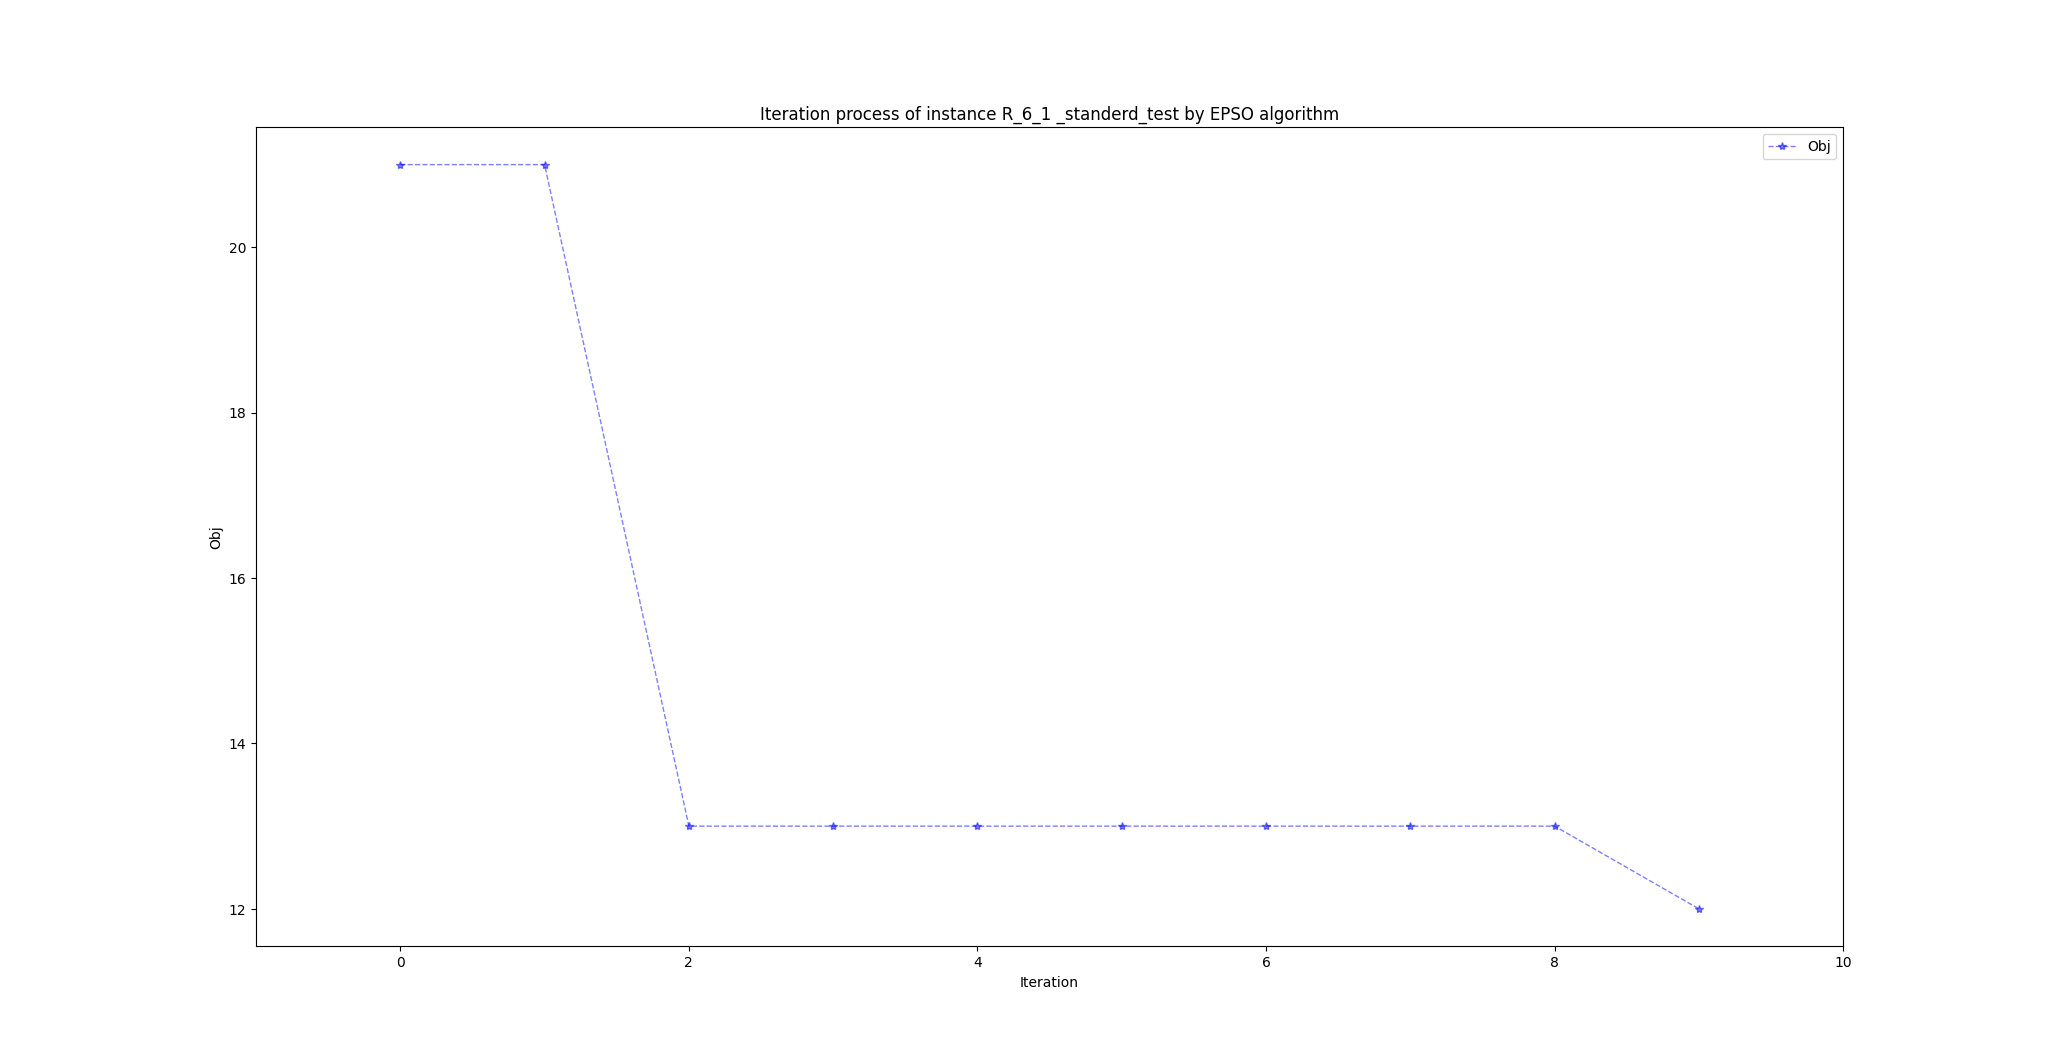 Iteration process of instance R_6_1 _standerd_test by EPSO algorithm
Obj
20
18
16
14
12
Obj
0 2 4 6 8 10
Iteration